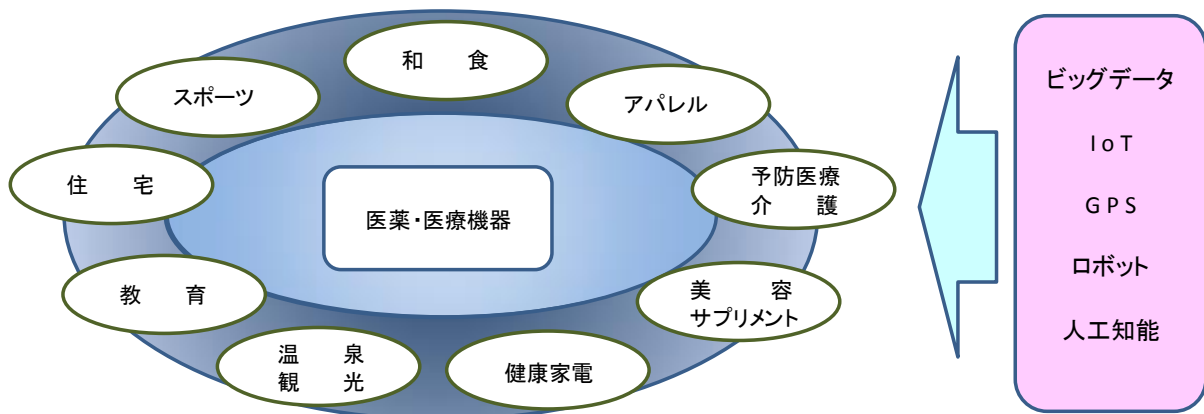 和　食
スポーツ
アパレル
住　宅
予防医療
介　護
医薬・医療機器
教　育
美　容
サプリメント
温　泉
観　光
健康家電
ビッグデータ
IoT
GPS
ロボット
人工知能